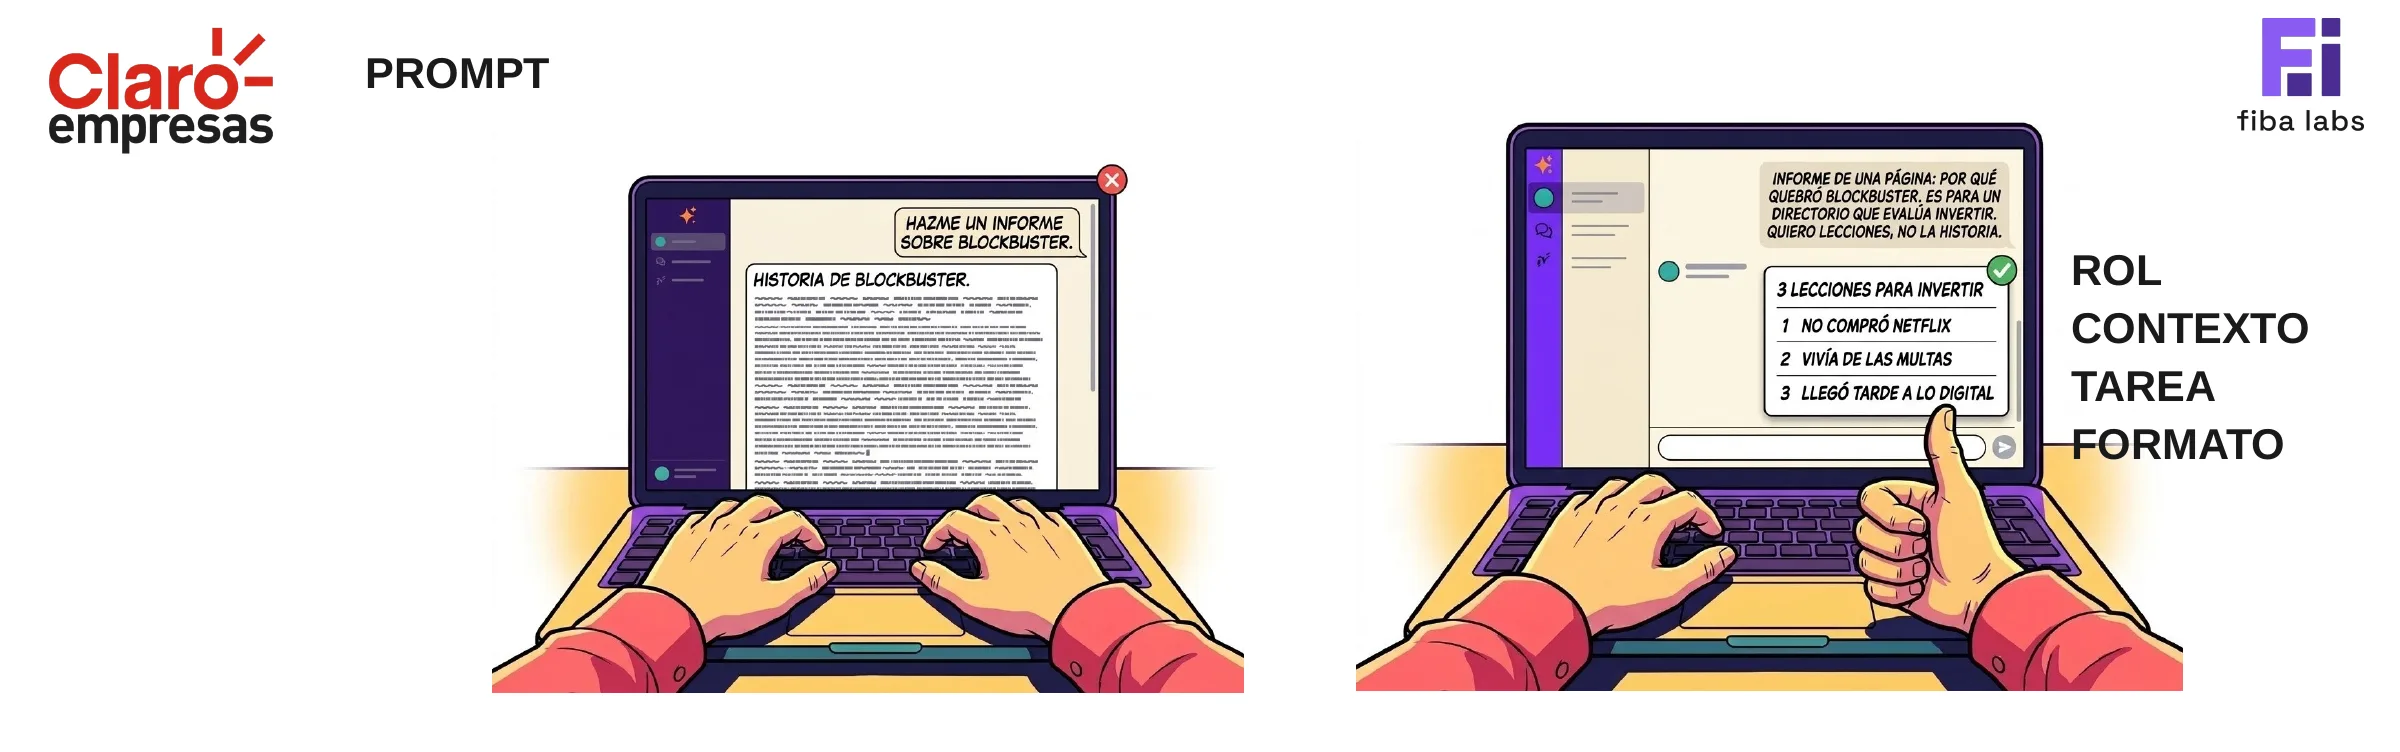 Claro
empresas
PROMPT
fiba labs
HAZME UN INFORME
SOBRE BLOCKBUSTER.
HISTORIA DE BLOCKBUSTER.
INFORME DE UNA PÁGINA: POR QUÉ
QUEBRÓ BLOCKBUSTER. ES PARA UN
DIRECTORIO QUE EVALÚA INVERTIR.
QUIERO LECCIONES, NO LA HISTORIA.
3 LECCIONES PARA INVERTIR
1 NO COMPRÓ NETFLIX
2 VIVÍA DE LAS MULTAS
3 LLEGÓ TARDE A LO DIGITAL
ROL
CONTEXTO
TAREA
FORMATO